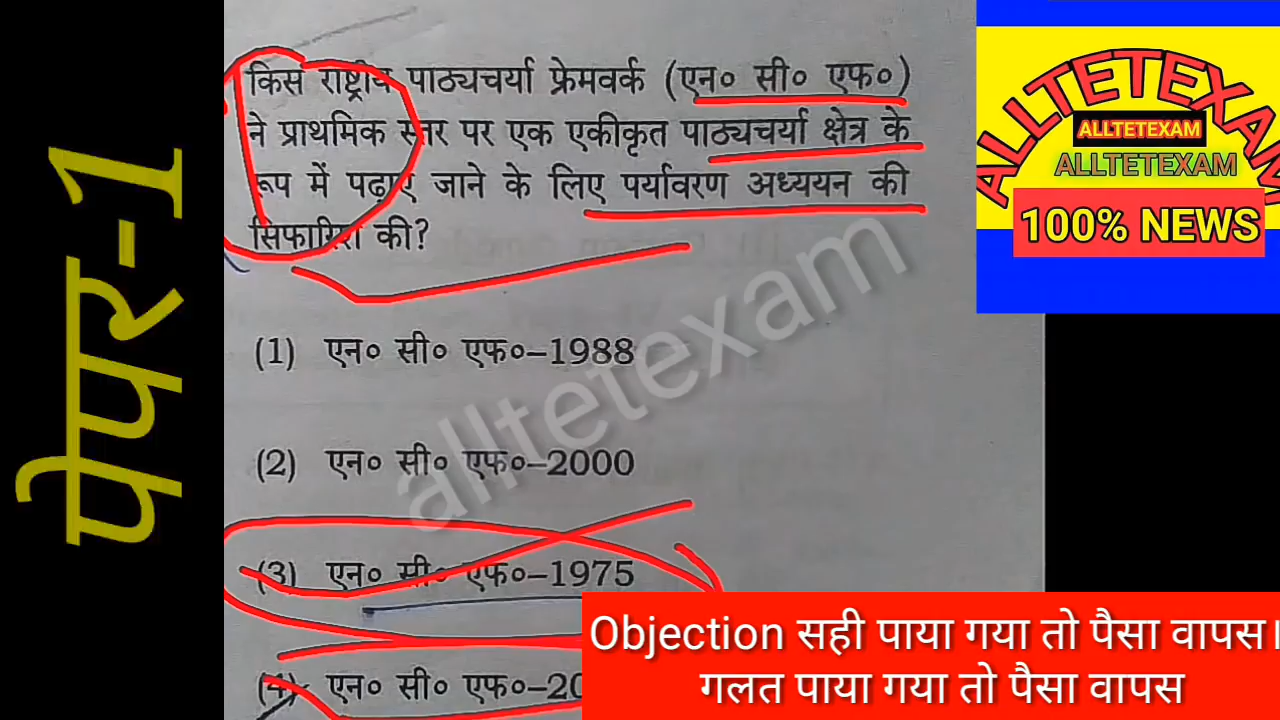 पेपर-1
किस राष्ट्रीय पाठ्यचर्या फ्रेमवर्क (एन० सी० एफ०)
ने प्राथमिक स्तर पर एक एकीकृत पाठ्यचर्या क्षेत्र के
रूप में पढ़ाए जाने के लिए पर्यावरण अध्ययन की
सिफारिश की?
(1) एन० सी० एफ०–1988
(2) एन० सी० एफ०–2000
(3) एन० सी० एफ०–1975
(4) एन० सी० एफ०–20
alltetexam
ALLTETEXAM
ALLTETEXAM
ALLTETEXAM
100% NEWS
Objection सही पाया गया तो पैसा वापस।
गलत पाया गया तो पैसा वापस